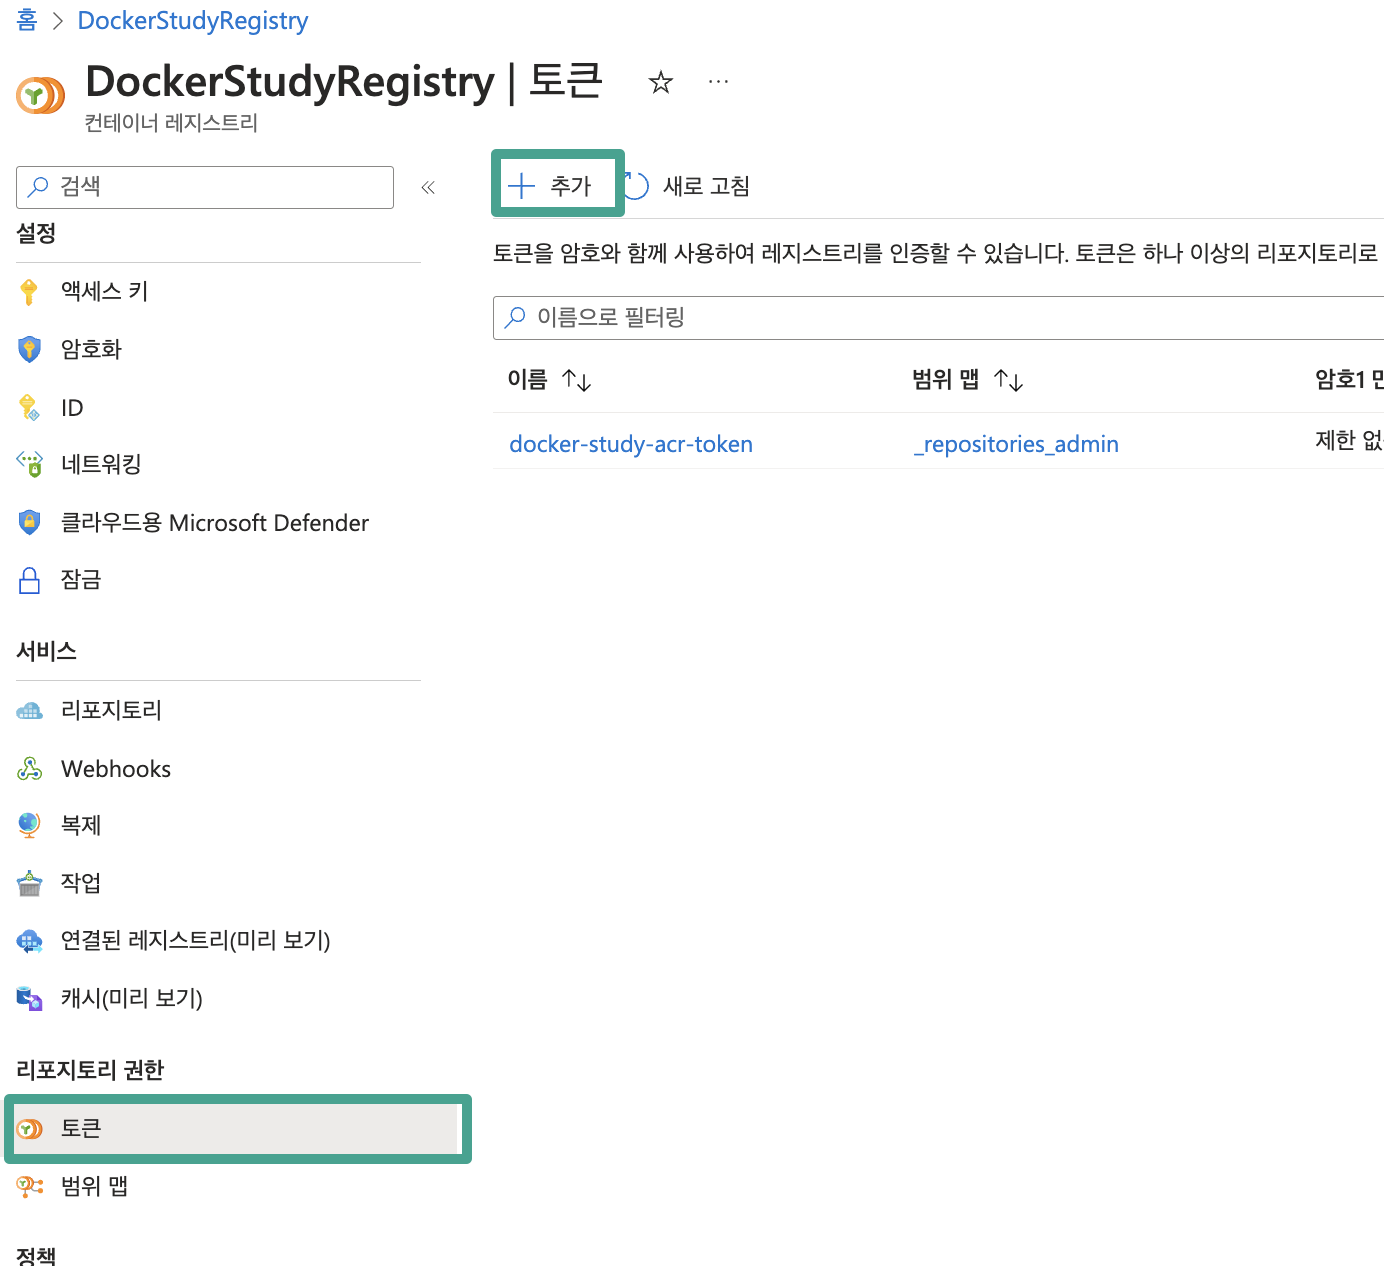 홈 > DockerStudyRegistry
DockerStudyRegistry | 토큰
컨테이너 레지스트리
검색
설정
액세스 키
암호화
ID
네트워킹
클라우드용 Microsoft Defender
잠금
서비스
리포지토리
Webhooks
복제
작업
연결된 레지스트리(미리 보기)
캐시(미리 보기)
리포지토리 권한
토큰
범위 맵
정책
추가 새로 고침
토큰을 암호와 함께 사용하여 레지스트리를 인증할 수 있습니다. 토큰은 하나 이상의 리포지토리로
이름으로 필터링
이름 범위 맵 암호1
docker-study-acr-token _repositories_admin 제한